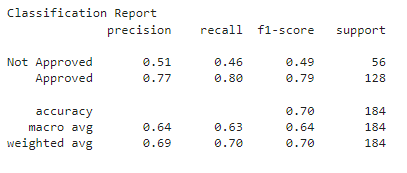 Classification Report
precision recall f1-score support
Not Approved 0.51 0.46 0.49 56
Approved 0.77 0.80 0.79 128
accuracy 0.70 184
macro avg 0.64 0.63 0.64 184
weighted avg 0.69 0.70 0.70 184